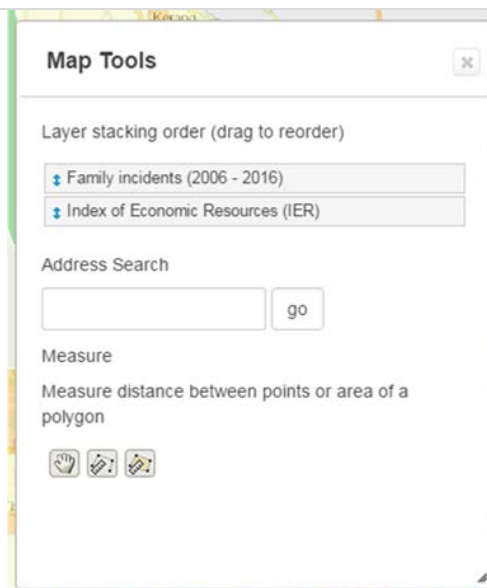 Kerang
Map Tools
Layer stacking order (drag to reorder)
Family incidents (2006 - 2016)
Index of Economic Resources (IER)
Address Search
go
Measure
Measure distance between points or area of a
polygon